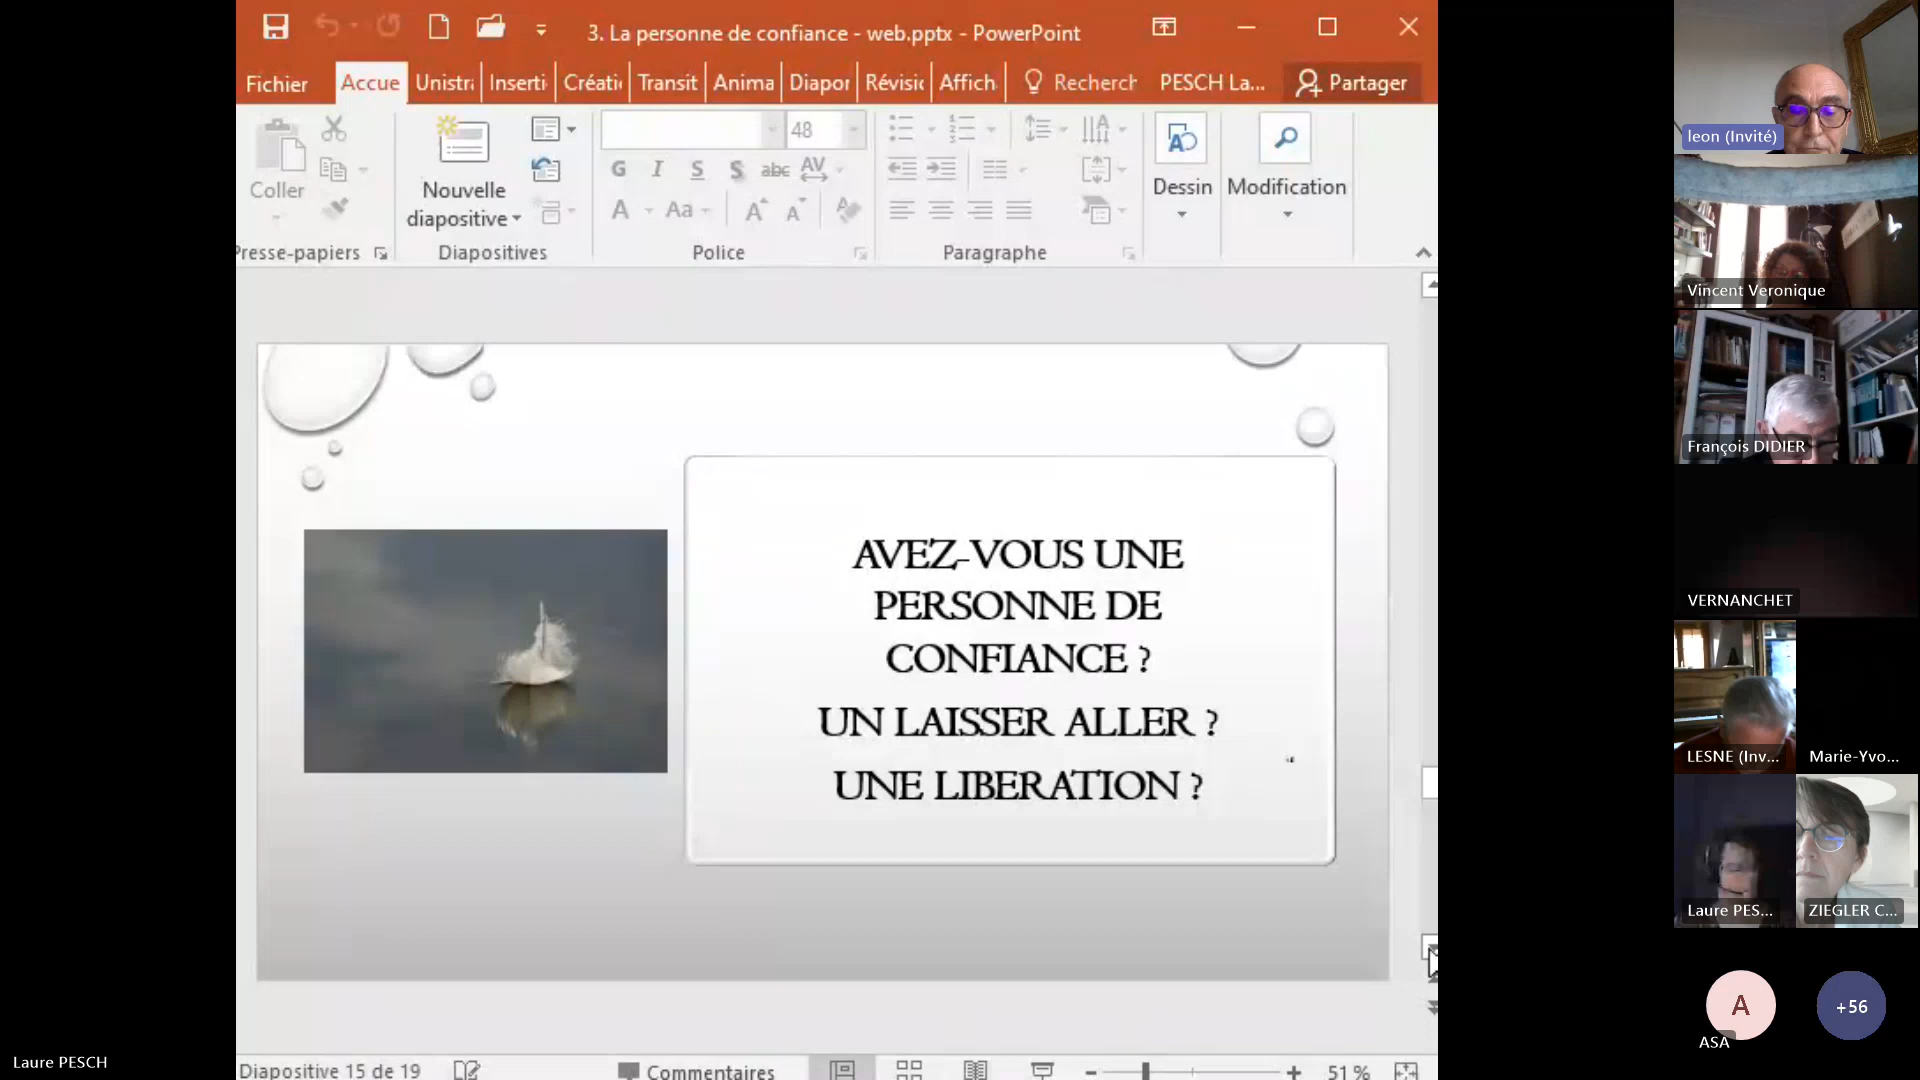 3. La personne de confiance - web.pptx - PowerPoint
Fichier
Accue
Unistr
Inserti
Créati
Transit
Anima
Diapor
Révisi
Affich
Recherch
PESCH La...
Partager
Coller
Nouvelle
diapositive
48
G I S S abc AV
A Aa A A A
Dessin
Modification
Presse-papiers
Diapositives
Police
Paragraphe
AVEZ-VOUS UNE
PERSONNE DE
CONFIANCE ?
UN LAISSER ALLER ?
UNE LIBERATION ?
Diapositive 15 de 19
Commentaires
51 %
Laure PESCH
leon (Invité)
Vincent Veronique
François DIDIER
VERNANCHET
LESNE (Inv...
Marie-Yvo...
Laure PES...
ZIEGLER C...
A
ASA
+56